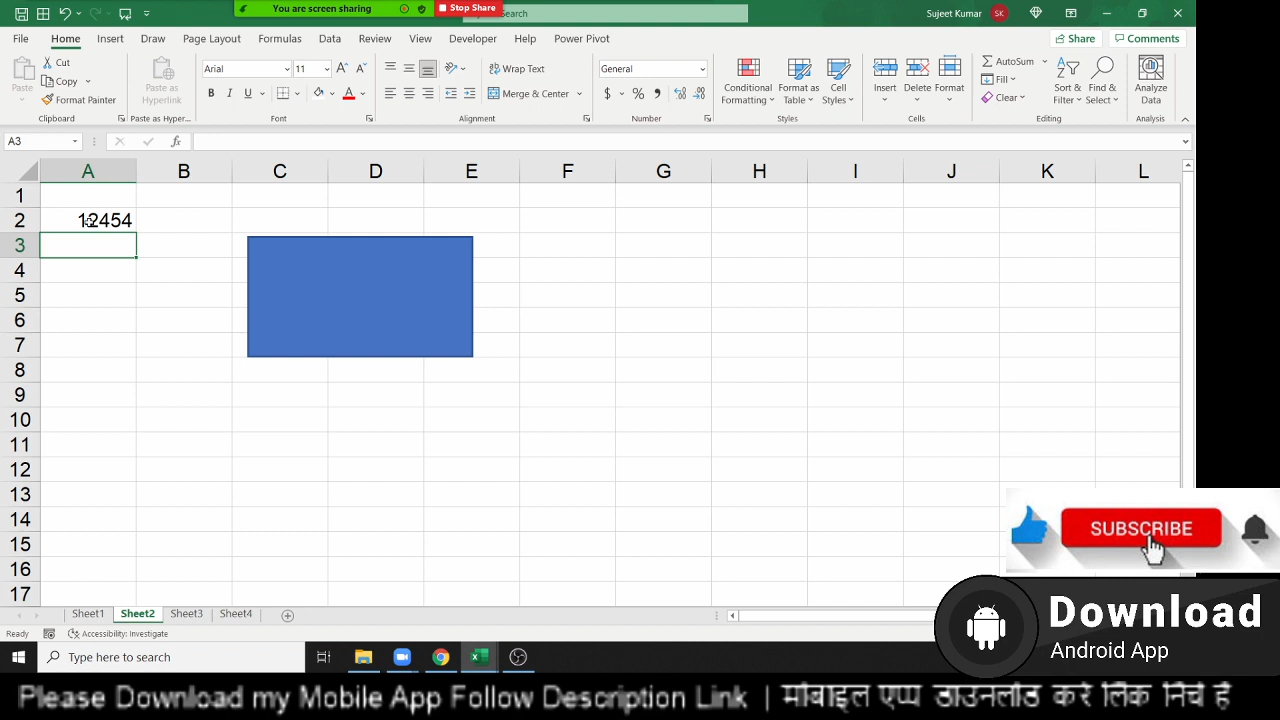 You are screen sharing
Stop Share
Search
Sujeet Kumar
SK
File
Home
Insert
Draw
Page Layout
Formulas
Data
Review
View
Developer
Help
Power Pivot
Share
Comments
Paste
Cut
Copy
Format Painter
Clipboard
Paste as
Hyperlink
Paste as Hyper...
Arial
11
B I U
Font
Wrap Text
Merge & Center
Alignment
General
$ % ,
Number
Conditional
Formatting
Format as
Table
Cell
Styles
Styles
Insert
Delete
Format
Cells
AutoSum
Fill
Clear
Sort &
Filter
Find &
Select
Editing
Analyze
Data
Analysis
A3
fx
A B C D E F G H I J K L
1
2 12454
3
4
5
6
7
8
9
10
11
12
13
14
15
16
17
SUBSCRIBE
Sheet1
Sheet2
Sheet3
Sheet4
Ready
Accessibility: Investigate
Download
Android App
Type here to search
Please Download my Mobile App Follow Description Link | मोबाइल एप्प डाउनलोड करे लिंक निचे है